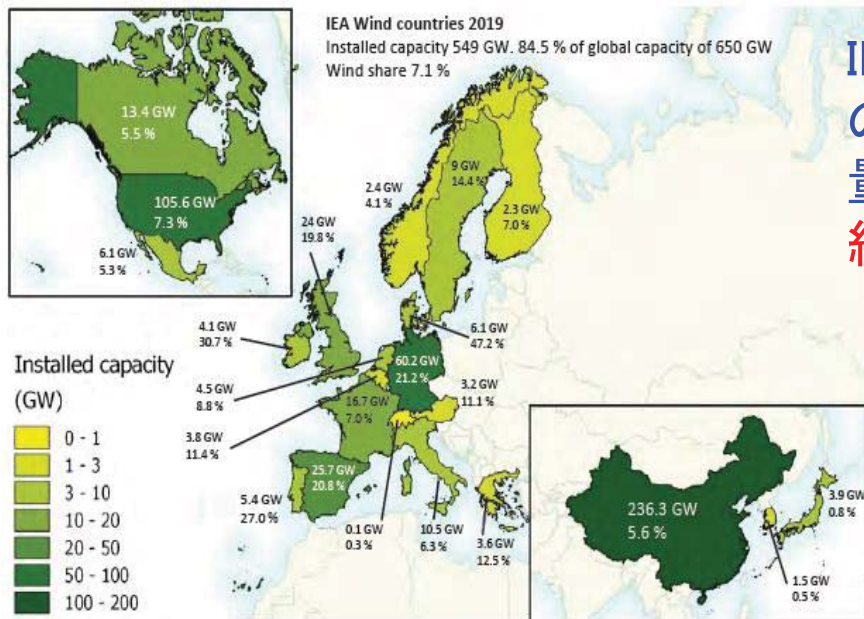 IEA Wind countries 2019
Installed capacity 549 GW. 84.5 % of global capacity of 650 GW
Wind share 7.1 %
13.4 GW
5.5 %
105.6 GW
7.3 %
6.1 GW
5.3 %
24 GW
19.8 %
2.4 GW
4.1 %
9 GW
14.4 %
2.3 GW
7.0 %
4.1 GW
30.7 %
6.1 GW
47.2 %
4.5 GW
8.8 %
60.2 GW
21.2 %
3.2 GW
11.1 %
3.8 GW
11.4 %
16.7 GW
7.0 %
25.7 GW
20.8 %
5.4 GW
27.0 %
0.1 GW
0.3 %
10.5 GW
6.3 %
3.6 GW
12.5 %
Installed capacity
(GW)
0 - 1
1 - 3
3 - 10
10 - 20
20 - 50
50 - 100
100 - 200
236.3 GW
5.6 %
3.9 GW
0.8 %
1.5 GW
0.5 %
の
量